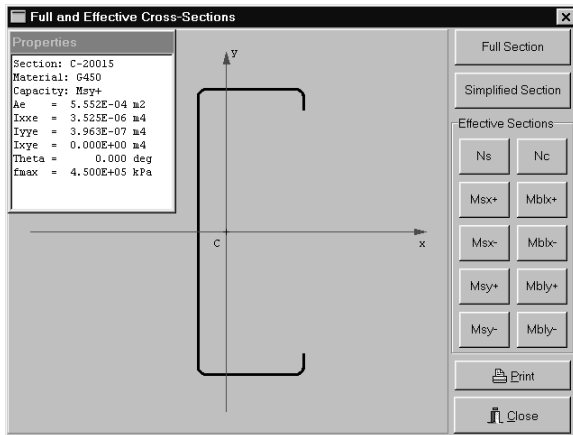 Full and Effective Cross-Sections
Properties
Section: C-20015
Material: G450
Capacity: Msy+
Ae = 5.552E-04 m2
Ixxe = 3.525E-06 m4
Iyye = 3.963E-07 m4
Ixye = 0.000E+00 m4
Theta = 0.000 deg
fmax = 4.500E+05 kPa
y
C
x
Full Section
Simplified Section
Effective Sections
Ns Nc
Msx+ Mblx+
Msx- Mblx-
Msy+ Mbly+
Msy- Mbly-
Print
Close